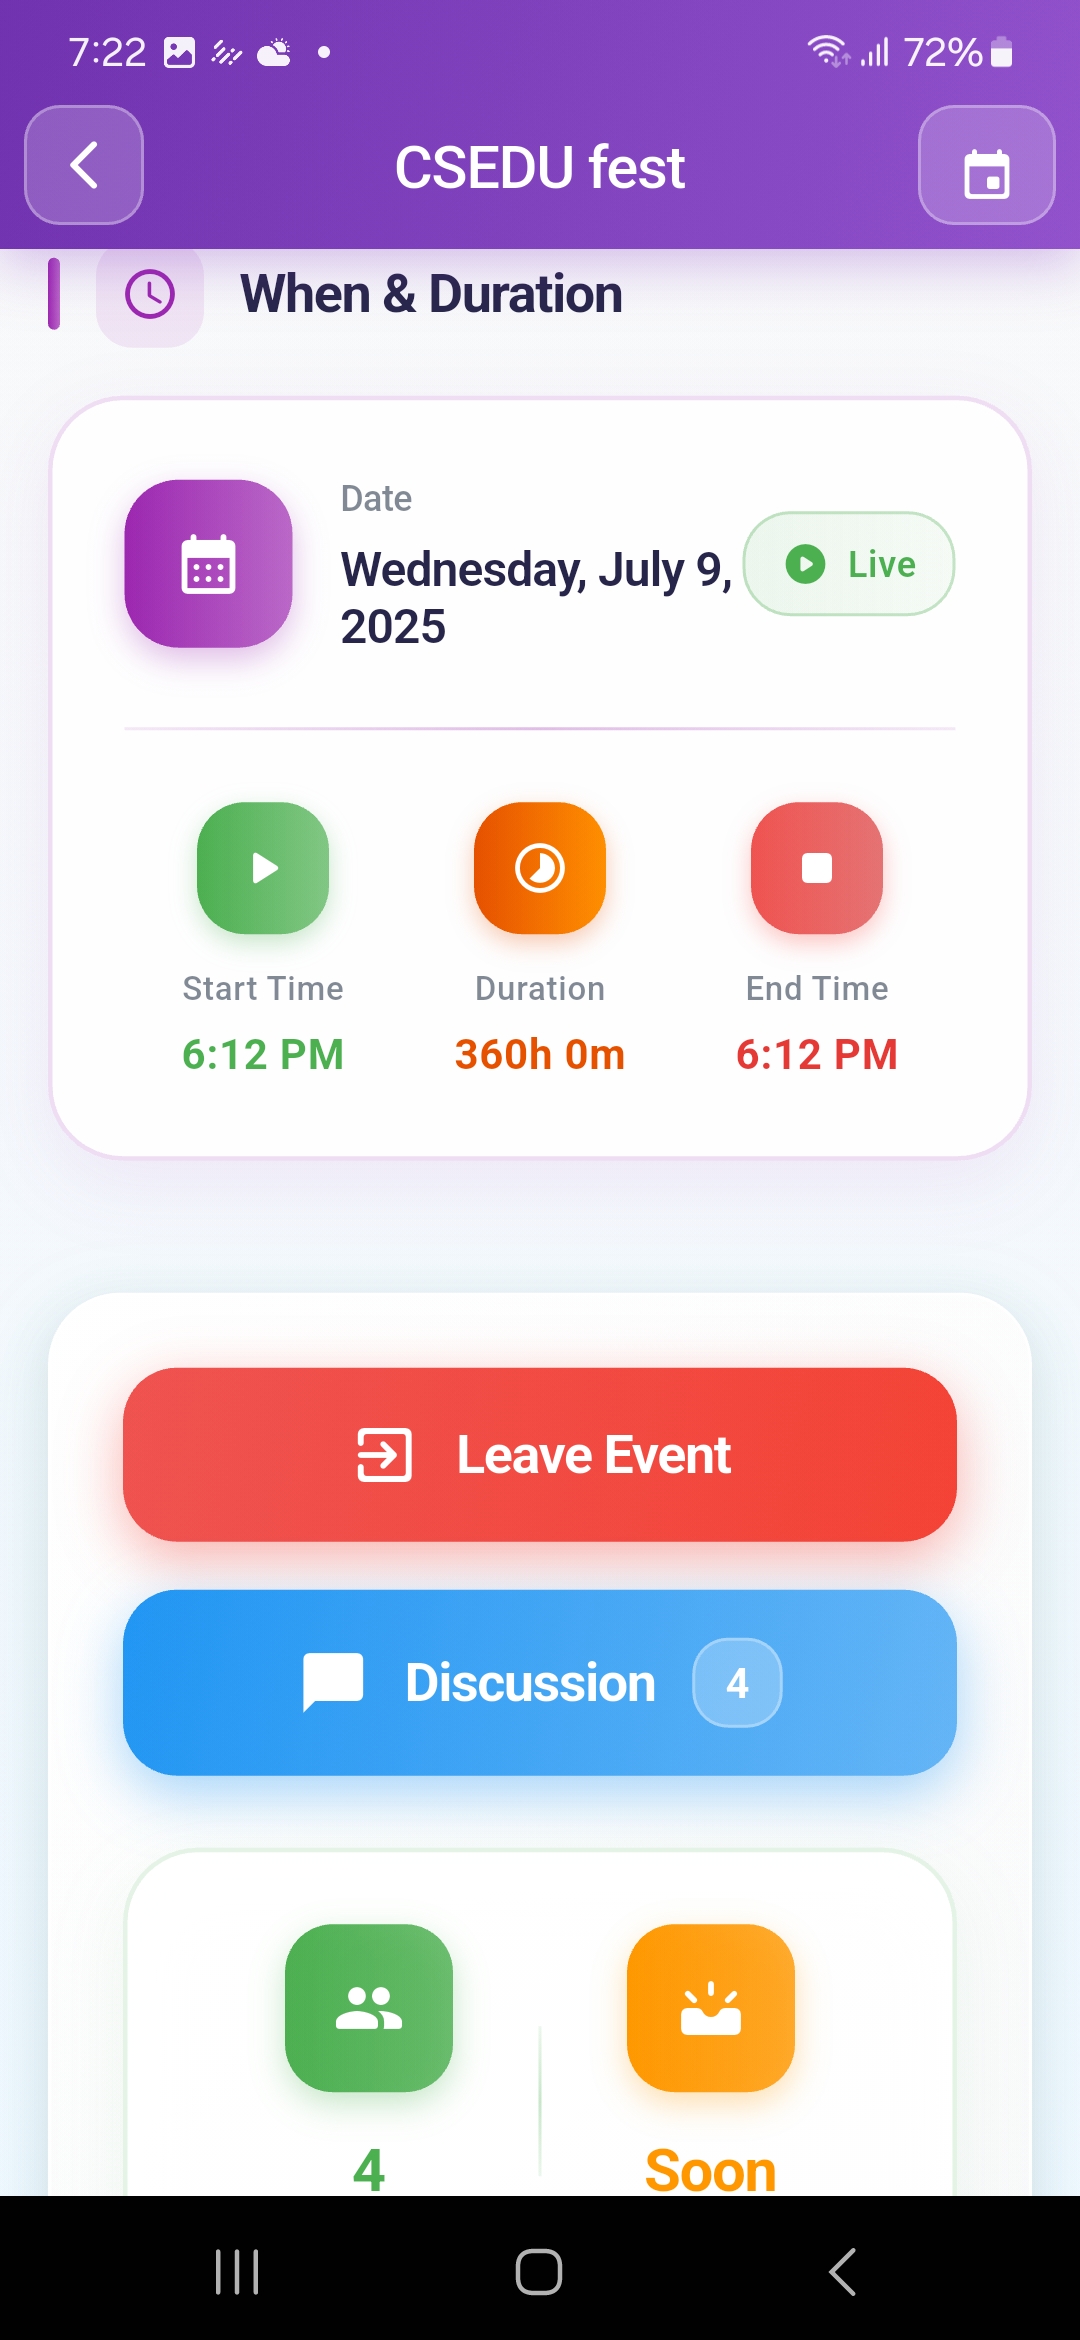 7:22
72%
CSEDU fest
When & Duration
Date
Wednesday, July 9,
2025
Live
Start Time
Duration
End Time
6:12 PM
360h 0m
6:12 PM
Leave Event
Discussion
4
4
Soon